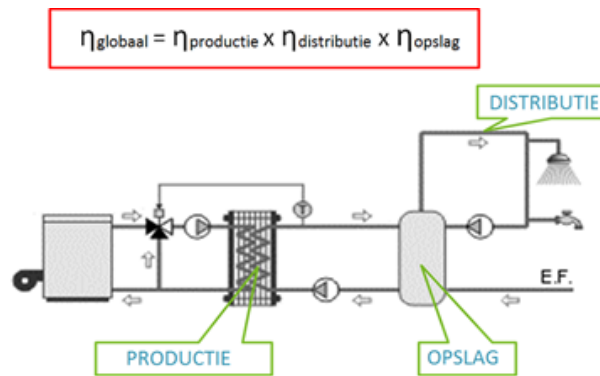 ηglobaal = ηproductie x ηdistributie x ηopslag
DISTRIBUTIE
T
E.F.
PRODUCTIE
OPSLAG